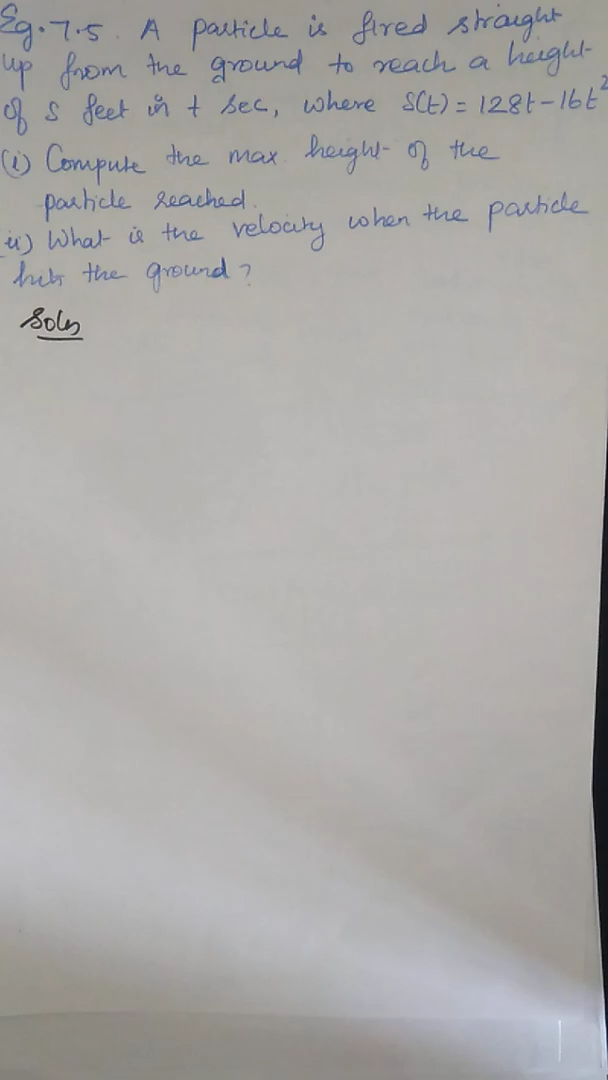 Eg. 7.5. A particle is fired straight
up from the ground to reach a height
of s feet in t sec, where s(t) = 128t - 16t²
(i) Compute the max height of the
particle reached.
ii) What is the velocity when the particle
hits the ground?
Soln